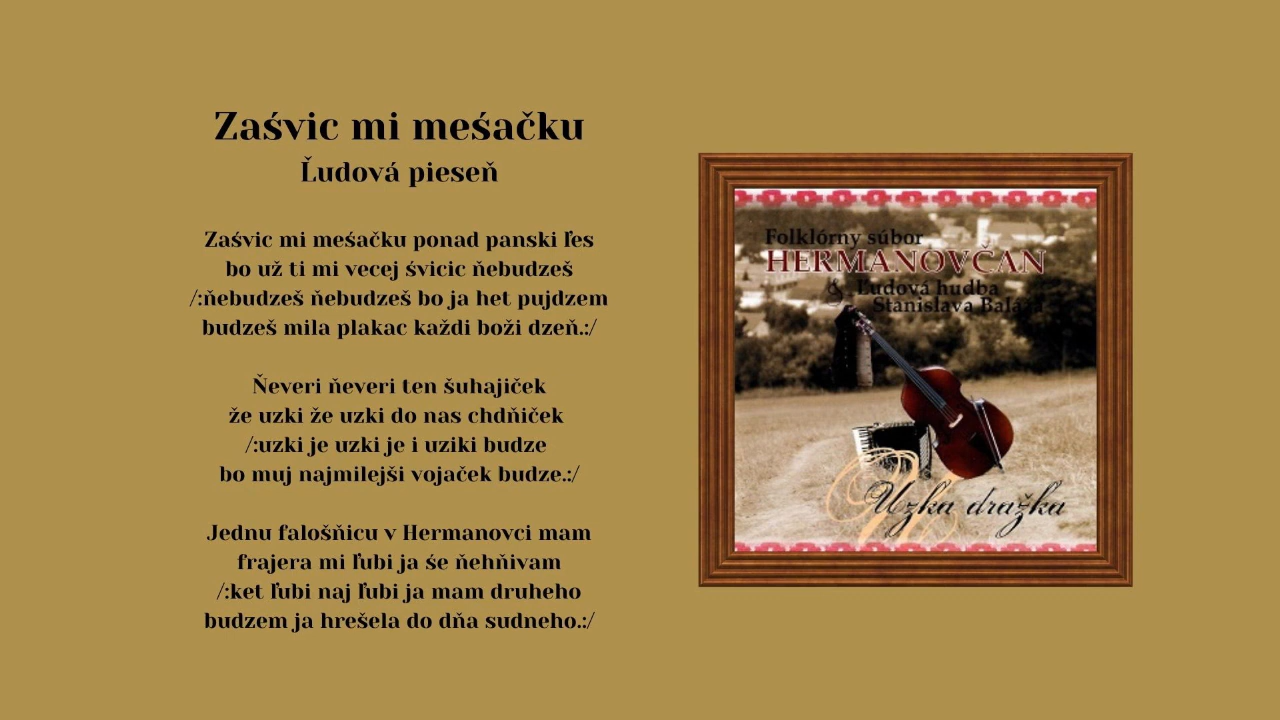 Zaśvic mi meśačku
Ľudová pieseň
Zaśvic mi meśačku ponad panski ľes
bo už ti mi vecej śvicic ňebudzeš
/:ňebudzeš ňebudzeš bo ja het pujdzem
budzeš mila plakac každi boži dzeň.:/
Ňeveri ňeveri ten šuhajiček
že uzki že uzki do nas chdňiček
/:uzki je uzki je i uziki budze
bo muj najmilejši vojaček budze.:/
Jednu falošňicu v Hermanovci mam
frajera mi ľubi ja śe ňehňivam
/:ket ľubi naj ľubi ja mam druheho
budzem ja hrešela do dňa sudneho.:/
Folklórny súbor
HERMANOVČAN
& Ľudová hudba
Stanislava Baláža
Uzka dražka